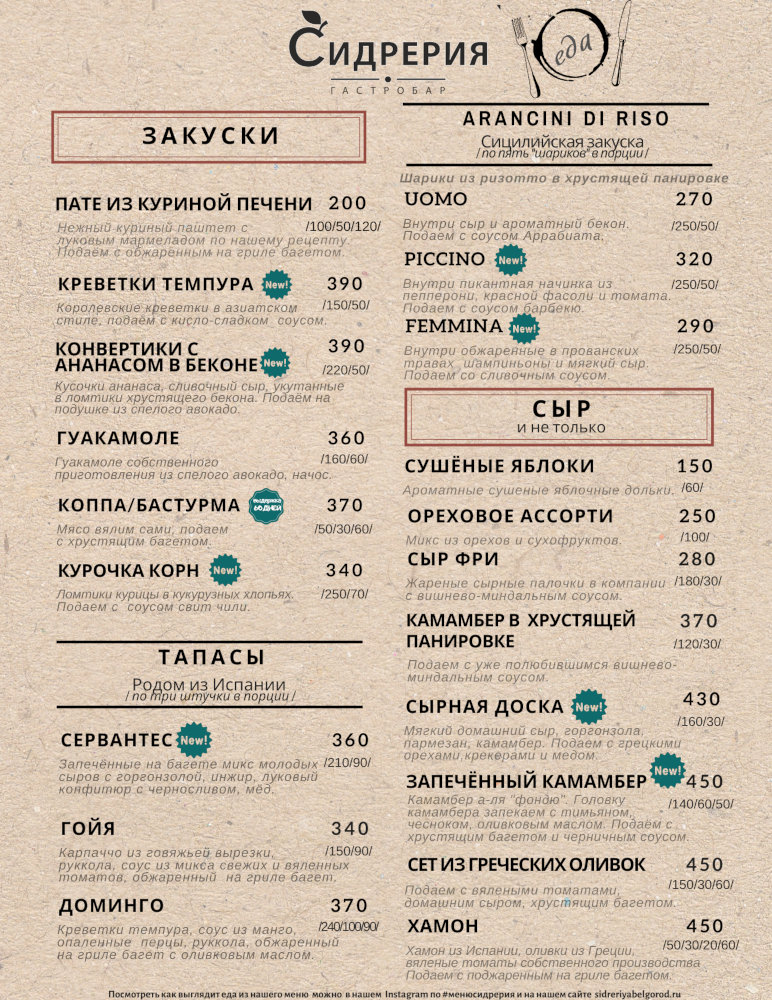 Сидрерия
ГАСТРОБАР
еда
ЗАКУСКИ
ПАТЕ ИЗ КУРИНОЙ ПЕЧЕНИ 200
/100/50/120/
Нежный куриный паштет с
луковым мармеладом по нашему рецепту.
Подаём с обжаренным на гриле багетом.
КРЕВЕТКИ ТЕМПУРА New! 390
/150/50/
Королевские креветки в азиатском
стиле, подаём с кисло-сладком соусом.
КОНВЕРТИКИ С 390
АНАНАСОМ В БЕКОНЕ New!
/220/50/
Кусочки ананаса, сливочный сыр, укутанные
в ломтики хрустящего бекона. Подаём на
подушке из спелого авокадо.
ГУАКАМОЛЕ 360
/160/60/
Гуакамоле собственного
приготовления из спелого авокадо, начос.
КОППА/БАСТУРМА выдержка 60 ДНЕЙ 370
/50/30/60/
Мясо вялим сами, подаем
с хрустящим багетом.
КУРОЧКА КОРН New! 340
/250/70/
Ломтики курицы в кукурузных хлопьях.
Подаем с соусом свит чили.
ТАПАСЫ
Родом из Испании
/ по три штучки в порции /
СЕРВАНТЕС New! 360
/210/90/
Запечённые на багете микс молодых
сыров с горгонзолой, инжир, луковый
конфитюр с черносливом, мёд.
ГОЙЯ 340
/150/90/
Карпаччо из говяжьей вырезки,
руккола, соус из микса свежих и вяленных
томатов, обжаренный на гриле багет.
ДОМИНГО 370
/240/100/90/
Креветки темпура, соус из манго,
опаленные перцы, руккола, обжаренный
на гриле багет с оливковым маслом.
ARANCINI DI RISO
Сицилийская закуска
/ по пять "шариков" в порции /
Шарики из ризотто в хрустящей панировке
UOMO 270
/250/50/
Внутри сыр и ароматный бекон.
Подаем с соусом Аррабиата.
PICCINO New! 320
/250/50/
Внутри пикантная начинка из
пепперони, красной фасоли и томата.
Подаем с соусом барбекю.
FEMMINA New! 290
/250/50/
Внутри обжаренные в прованских
травах шампиньоны и мягкий сыр.
Подаем со сливочным соусом
СЫР
и не только
СУШЁНЫЕ ЯБЛОКИ 150
Ароматные сушеные яблочные дольки. /60/
ОРЕХОВОЕ АССОРТИ 250
Микс из орехов и сухофруктов. /100/
СЫР ФРИ 280
/180/30/
Жареные сырные палочки в компании
с вишнево-миндальным соусом.
КАМАМБЕР В ХРУСТЯЩЕЙ 370
ПАНИРОВКЕ
/120/30/
Подаем с уже полюбившимся вишнево-
миндальным соусом.
СЫРНАЯ ДОСКА New! 430
/160/30/
Мягкий домашний сыр, горгонзола,
пармезан, камамбер. Подаем с грецкими
орехами,крекерами и медом
ЗАПЕЧЁННЫЙ КАМАМБЕР New! 450
/140/60/50/
Камамбер а-ля "фондю". Головку
камамбера запекаем с тимьяном,
чесноком, оливковым маслом. Подаём с
хрустящим багетом и черничным соусом.
СЕТ ИЗ ГРЕЧЕСКИХ ОЛИВОК 450
/150/30/60/
Подаем с вялеными томатами,
домашним сыром, хрустящим багетом.
ХАМОН 450
/50/30/20/60/
Хамон из Испании, оливки из Греции,
вяленые томаты собственного производства
Подаем с поджаренным на гриле багетом.
Посмотреть как выглядит еда из нашего меню можно в нашем Instagram по #менюсидрерия и на нашем сайте sidreriyabelgorod.ru